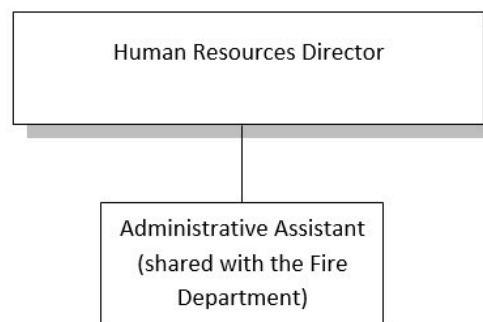 Human Resources Director
Administrative Assistant
(shared with the Fire
Department)